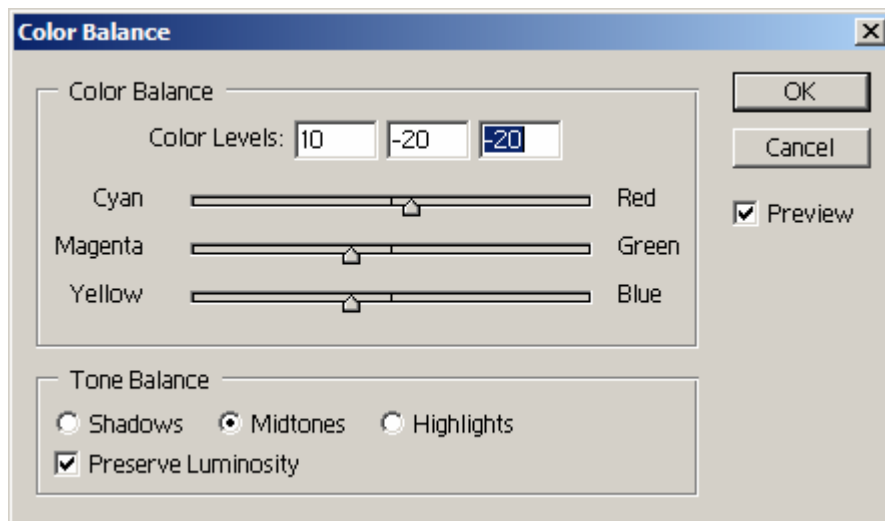 Color Balance
Color Balance
OK
Color Levels: 10 -20 -20
Cancel
Cyan Red
Preview
Magenta Green
Yellow Blue
Tone Balance
Shadows Midtones Highlights
Preserve Luminosity